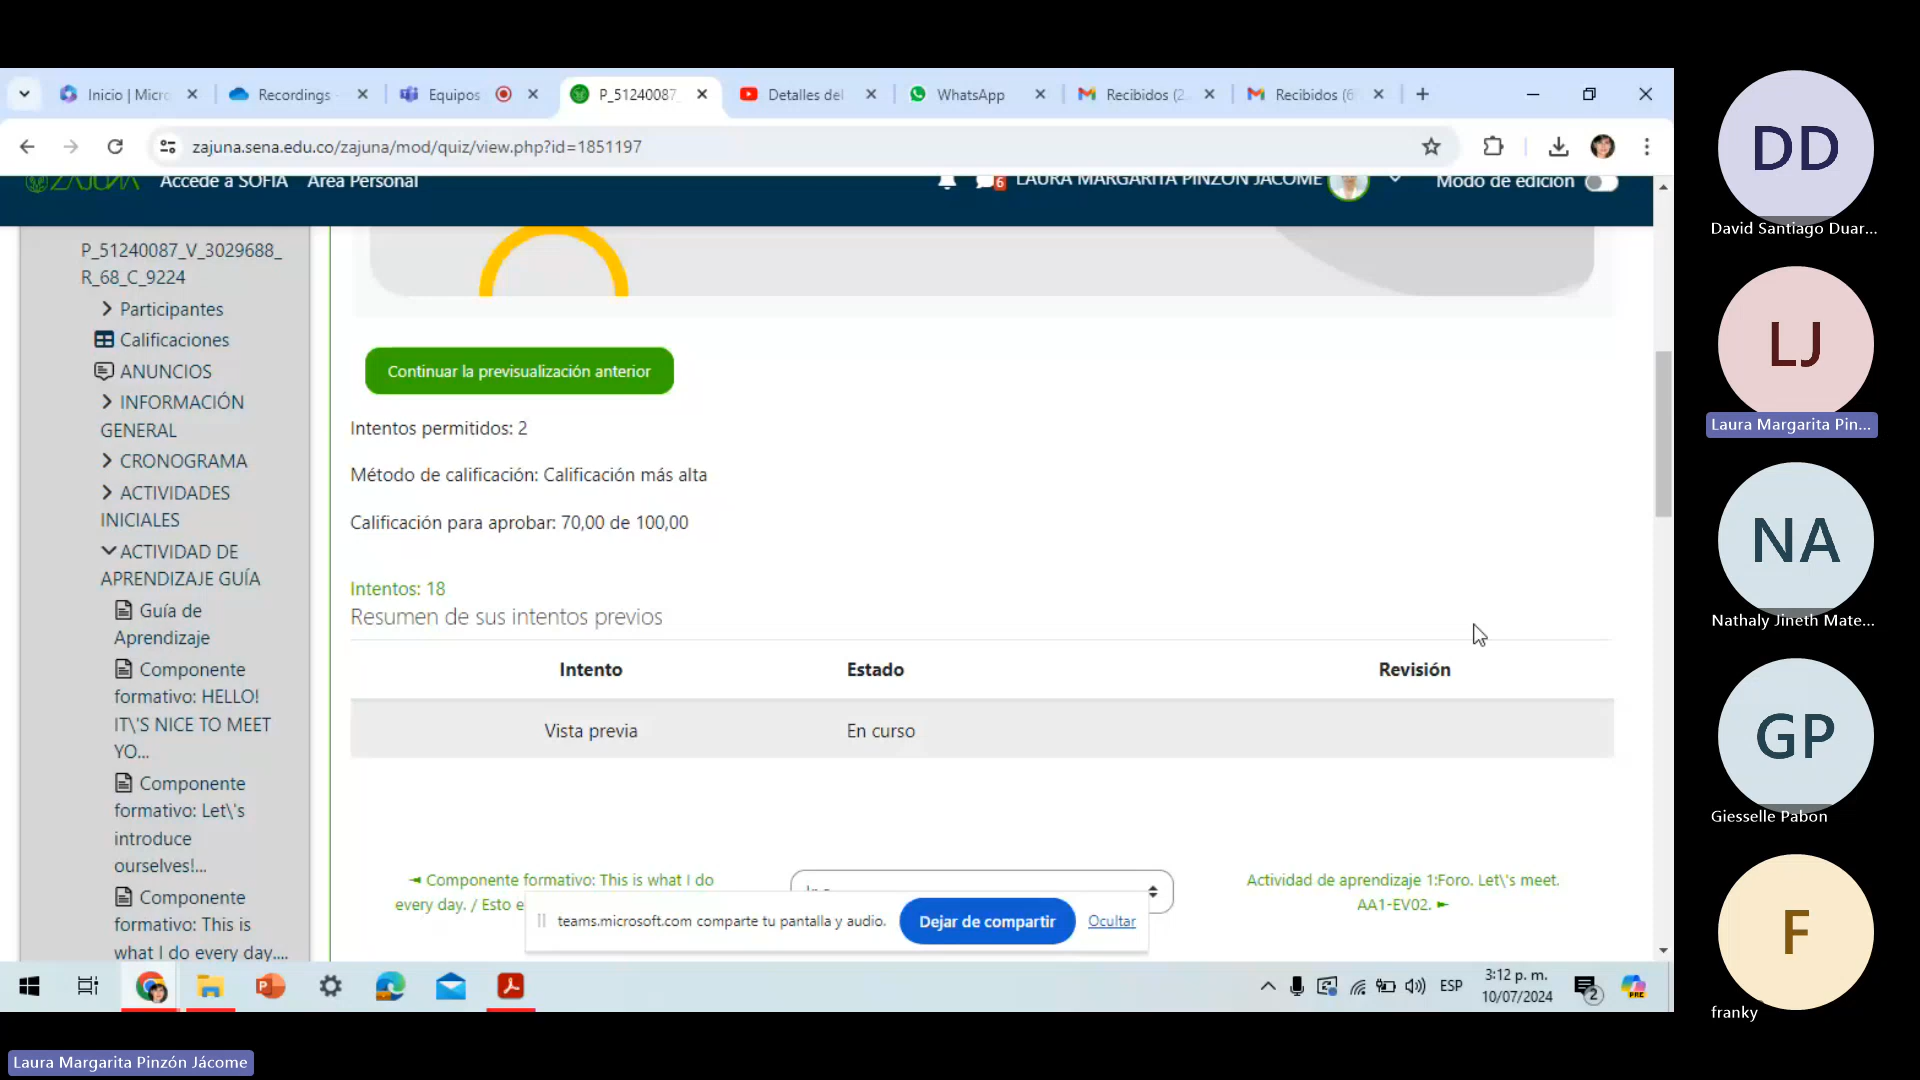 Inicio | Micro
Recordings -
Equipos
P_51240087_
Detalles del
WhatsApp
Recibidos (2
Recibidos (6
zajuna.sena.edu.co/zajuna/mod/quiz/view.php?id=1851197
ZAJUNA
Accede a SOFIA
Área Personal
6
LAURA MARGARITA PINZÓN JÁCOME
Modo de edición
P_51240087_V_3029688_
R_68_C_9224
Participantes
Calificaciones
ANUNCIOS
INFORMACIÓN
GENERAL
CRONOGRAMA
ACTIVIDADES
INICIALES
ACTIVIDAD DE
APRENDIZAJE GUÍA
Guía de
Aprendizaje
Componente
formativo: HELLO!
IT\'S NICE TO MEET
YO...
Componente
formativo: Let\'s
introduce
ourselves!...
Componente
formativo: This is
what I do every day....
Continuar la previsualización anterior
Intentos permitidos: 2
Método de calificación: Calificación más alta
Calificación para aprobar: 70,00 de 100,00
Intentos: 18
Resumen de sus intentos previos
Intento Estado Revisión
Vista previa En curso
◄ Componente formativo: This is what I do
every day. / Esto e
Actividad de aprendizaje 1:Foro. Let\'s meet.
AA1-EV02. ►
teams.microsoft.com comparte tu pantalla y audio.
Dejar de compartir
Ocultar
ESP
3:12 p. m.
10/07/2024
2
PRE
DD
David Santiago Duar...
LJ
Laura Margarita Pin...
NA
Nathaly Jineth Mate...
GP
Giesselle Pabon
F
franky
Laura Margarita Pinzón Jácome